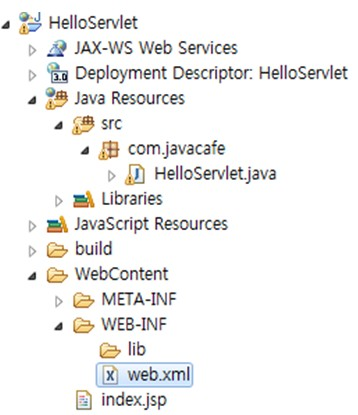 HelloServlet
JAX-WS Web Services
3.0 Deployment Descriptor: HelloServlet
Java Resources
src
com.javacafe
J HelloServlet.java
Libraries
JavaScript Resources
build
WebContent
META-INF
WEB-INF
lib
X web.xml
index.jsp